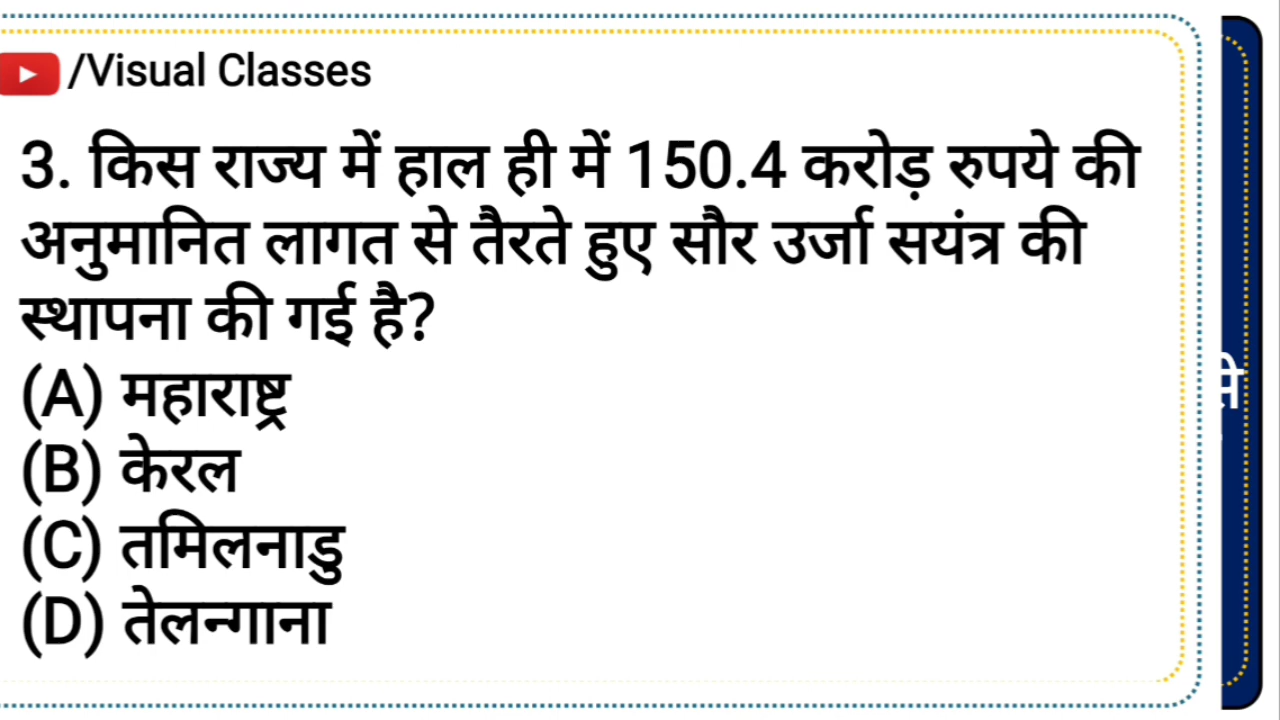 /Visual Classes
3. किस राज्य में हाल ही में 150.4 करोड़ रुपये की
अनुमानित लागत से तैरते हुए सौर उर्जा सयंत्र की
स्थापना की गई है?
(A) महाराष्ट्र
(B) केरल
(C) तमिलनाडु
(D) तेलन्गाना